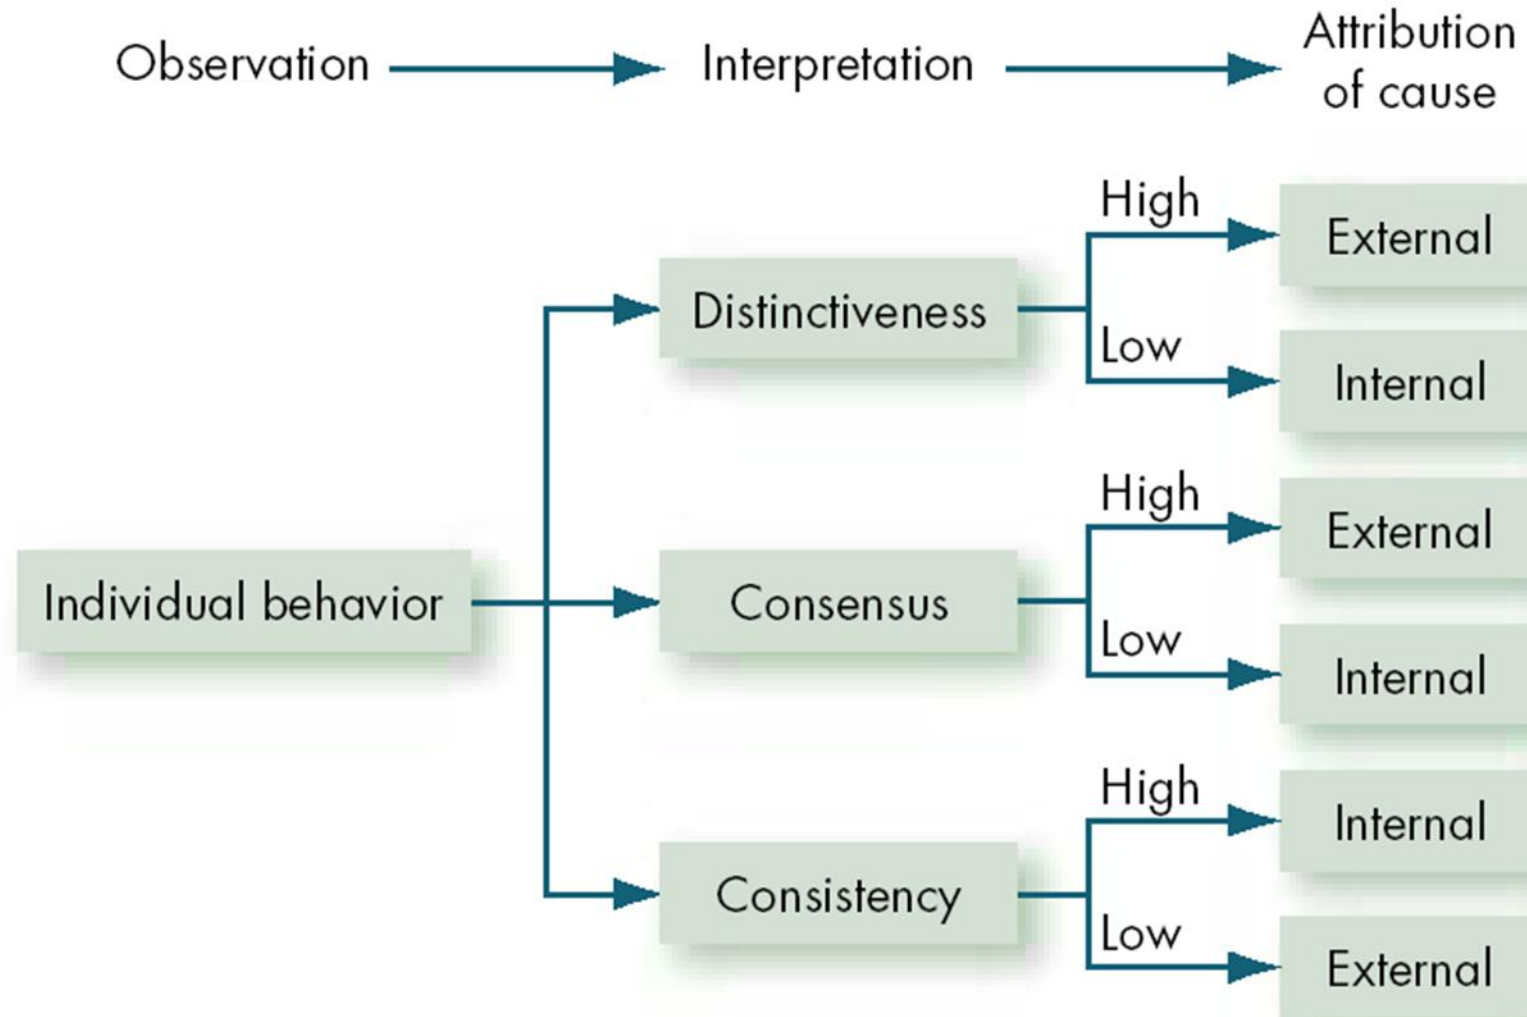 Observation
Interpretation
Attribution
of cause
High
External
Distinctiveness
Low
Internal
High
External
Individual behavior
Consensus
Low
Internal
High
Internal
Consistency
Low
External